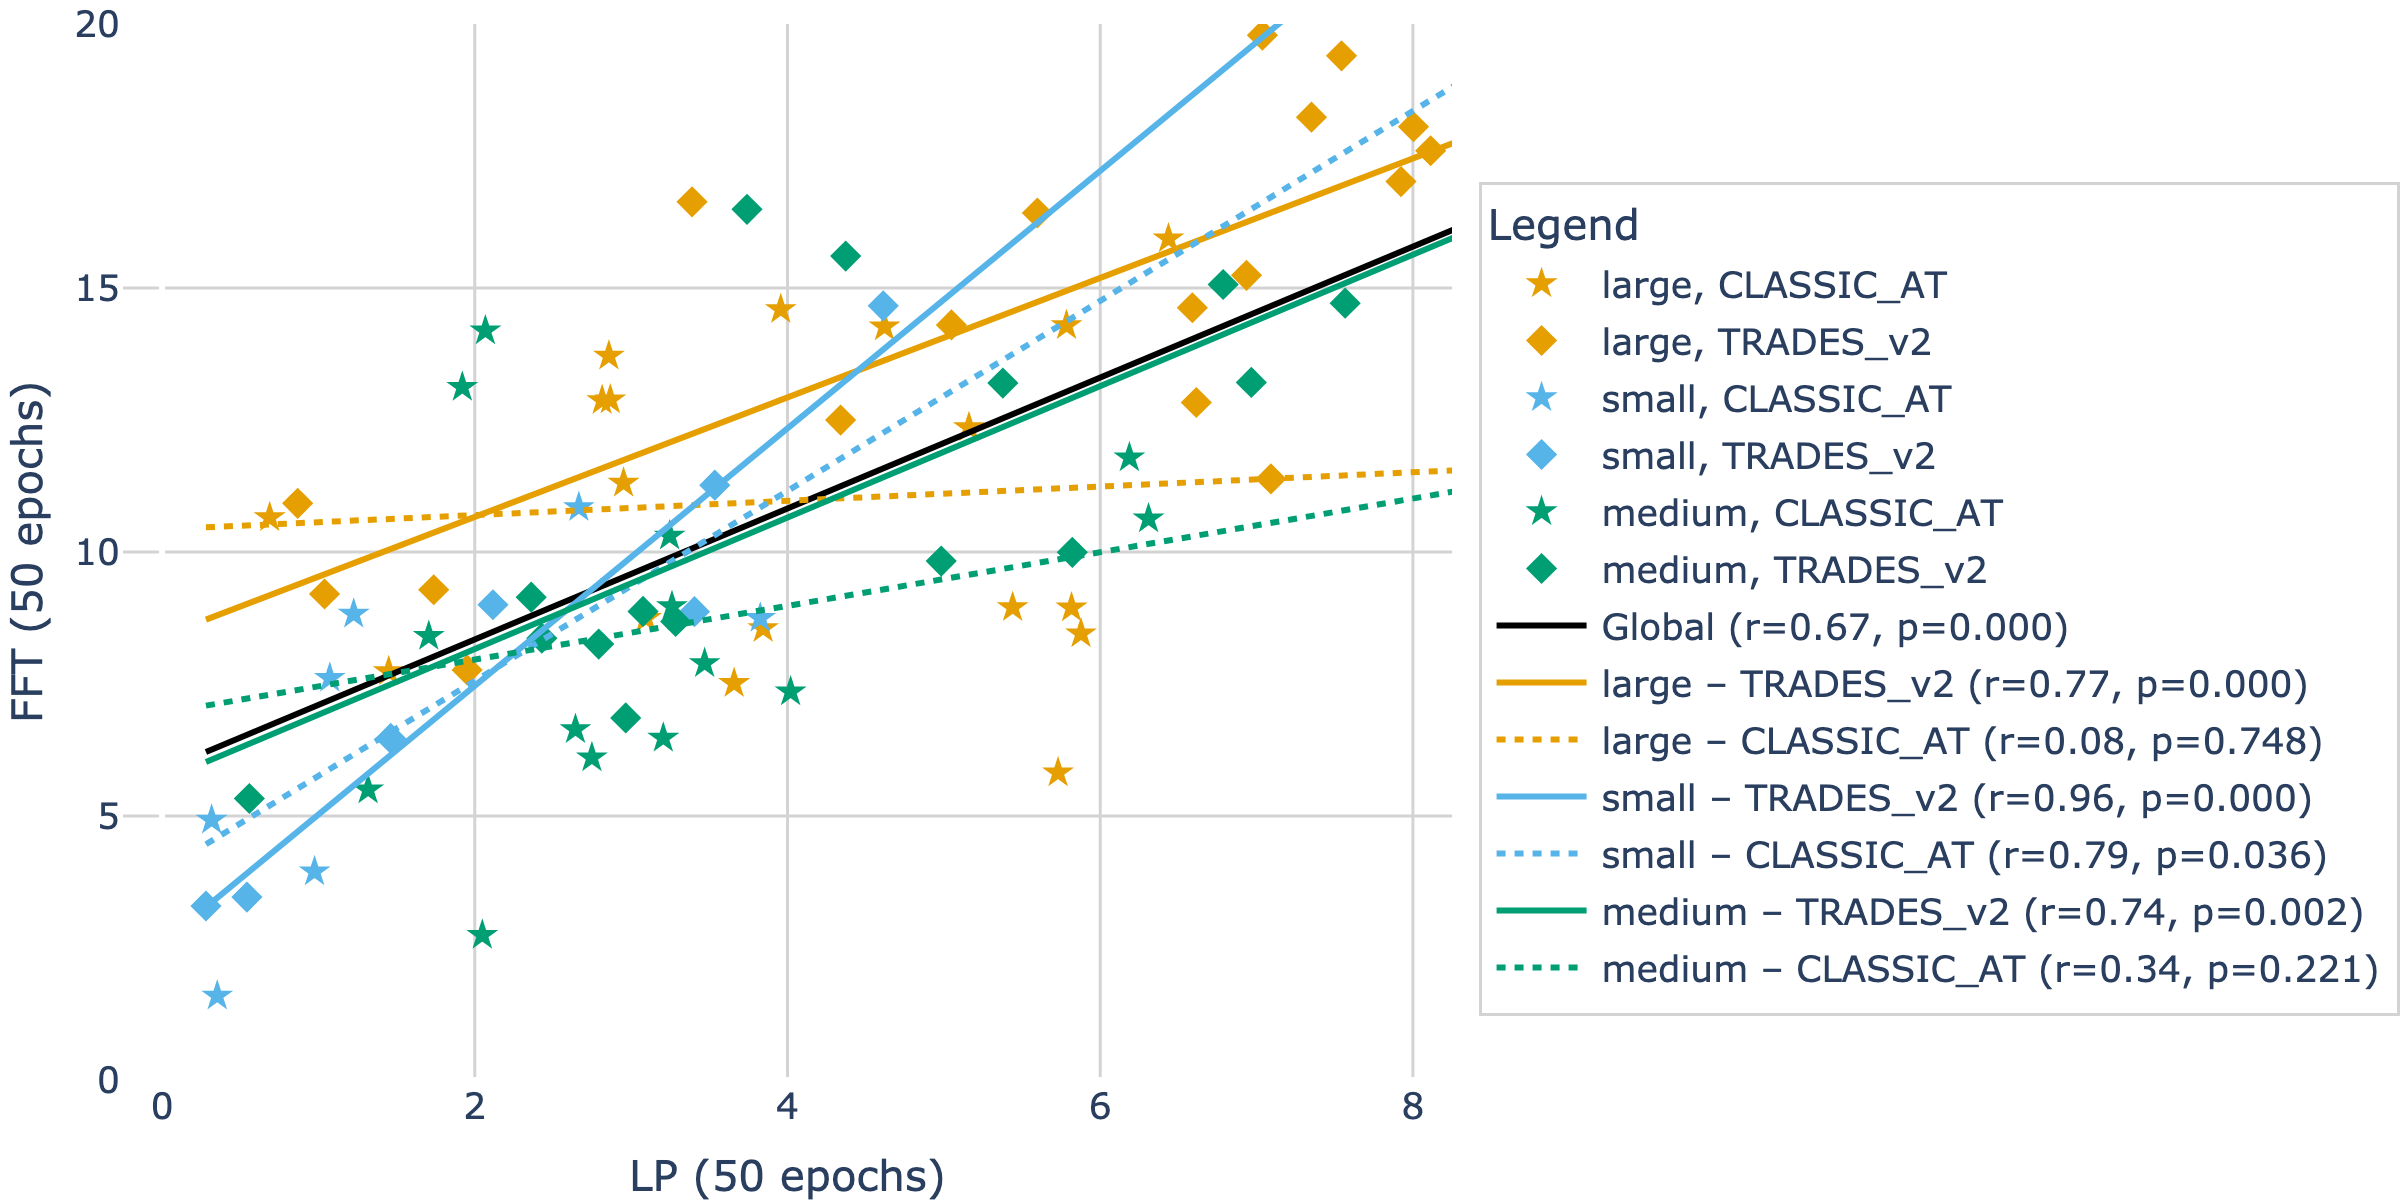 20
15
10
5
0
FFT (50 epochs)
0 2 4 6 8
LP (50 epochs)
Legend
large, CLASSIC_AT
large, TRADES_v2
small, CLASSIC_AT
small, TRADES_v2
medium, CLASSIC_AT
medium, TRADES_v2
Global (r=0.67, p=0.000)
large – TRADES_v2 (r=0.77, p=0.000)
large – CLASSIC_AT (r=0.08, p=0.748)
small – TRADES_v2 (r=0.96, p=0.000)
small – CLASSIC_AT (r=0.79, p=0.036)
medium – TRADES_v2 (r=0.74, p=0.002)
medium – CLASSIC_AT (r=0.34, p=0.221)